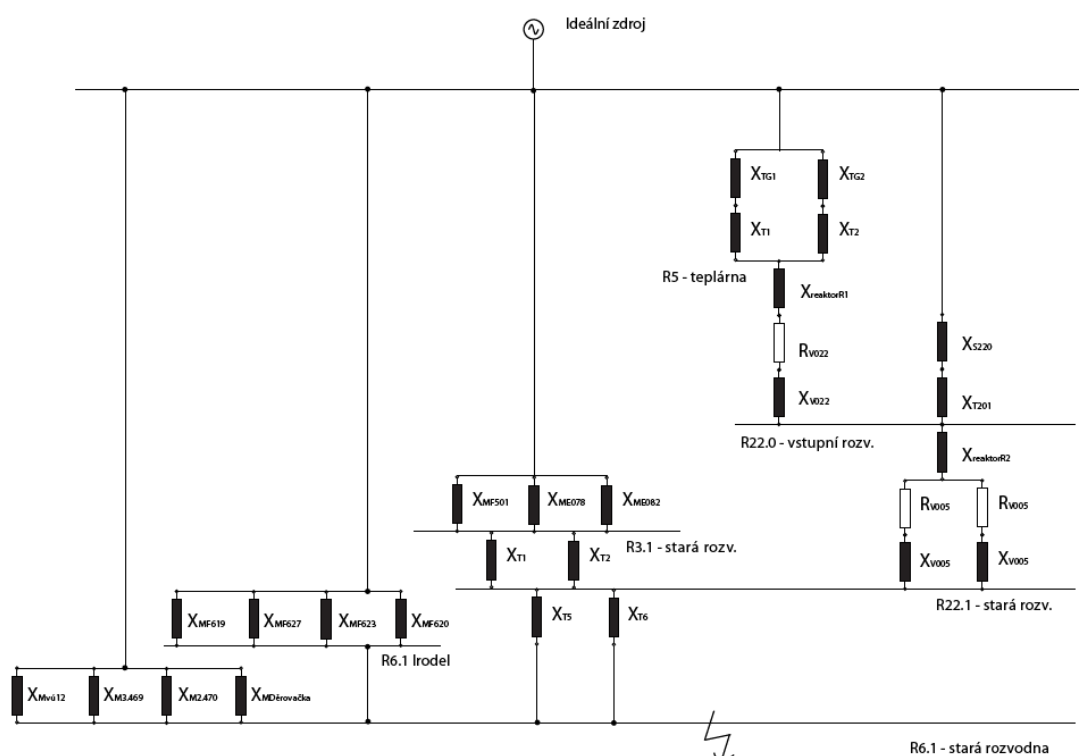 Ideální zdroj
XTG1
XTG2
XT1
XT2
R5 - teplárna
XreaktorR1
RV022
XS220
XV022
XT201
R22.0 - vstupní rozv.
XreaktorR2
XMF501
XME078
XME082
RV005
RV005
R3.1 - stará rozv.
XT1
XT2
XV005
XV005
R22.1 - stará rozv.
XT5
XT6
XMF619
XMF627
XMF623
XMF620
R6.1 Irodel
XMvú12
XM3.469
XM2.470
XMDěrovačka
R6.1 - stará rozvodna